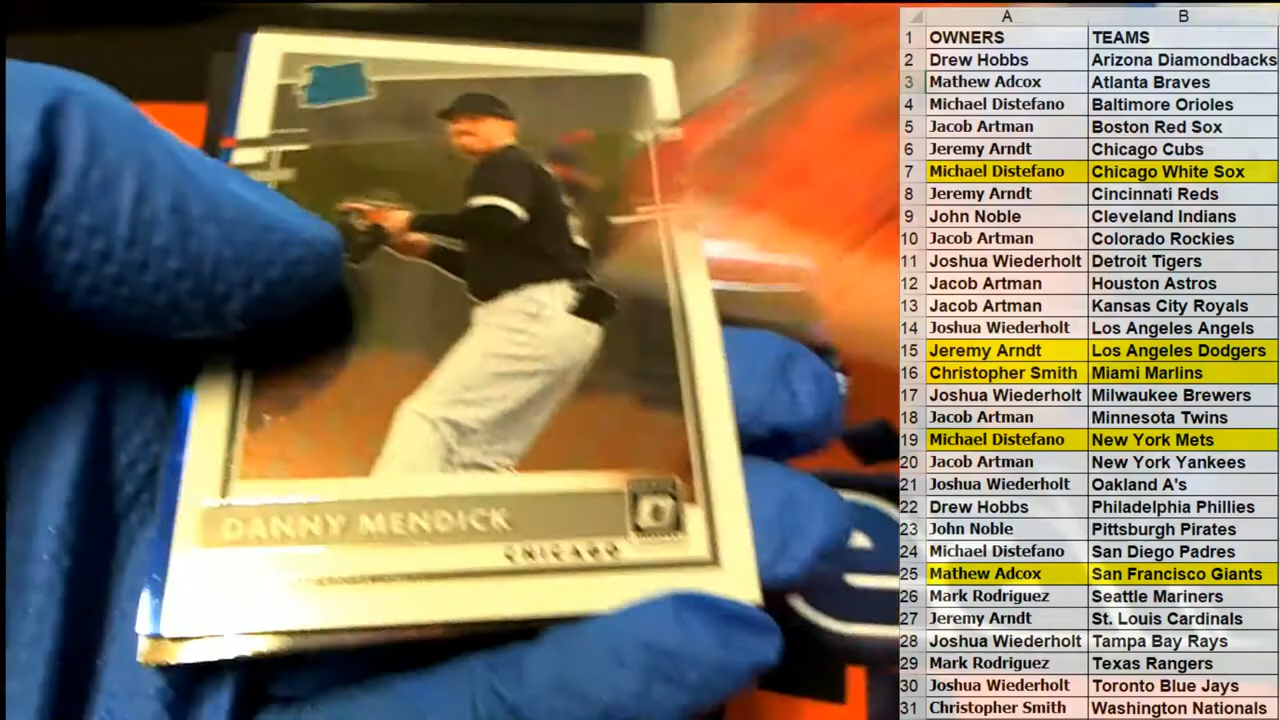 DANNY MENDICK
CHICAGO
A B
1 OWNERS TEAMS
2 Drew Hobbs Arizona Diamondbacks
3 Mathew Adcox Atlanta Braves
4 Michael Distefano Baltimore Orioles
5 Jacob Artman Boston Red Sox
6 Jeremy Arndt Chicago Cubs
7 Michael Distefano Chicago White Sox
8 Jeremy Arndt Cincinnati Reds
9 John Noble Cleveland Indians
10 Jacob Artman Colorado Rockies
11 Joshua Wiederholt Detroit Tigers
12 Jacob Artman Houston Astros
13 Jacob Artman Kansas City Royals
14 Joshua Wiederholt Los Angeles Angels
15 Jeremy Arndt Los Angeles Dodgers
16 Christopher Smith Miami Marlins
17 Joshua Wiederholt Milwaukee Brewers
18 Jacob Artman Minnesota Twins
19 Michael Distefano New York Mets
20 Jacob Artman New York Yankees
21 Joshua Wiederholt Oakland A's
22 Drew Hobbs Philadelphia Phillies
23 John Noble Pittsburgh Pirates
24 Michael Distefano San Diego Padres
25 Mathew Adcox San Francisco Giants
26 Mark Rodriguez Seattle Mariners
27 Jeremy Arndt St. Louis Cardinals
28 Joshua Wiederholt Tampa Bay Rays
29 Mark Rodriguez Texas Rangers
30 Joshua Wiederholt Toronto Blue Jays
31 Christopher Smith Washington Nationals